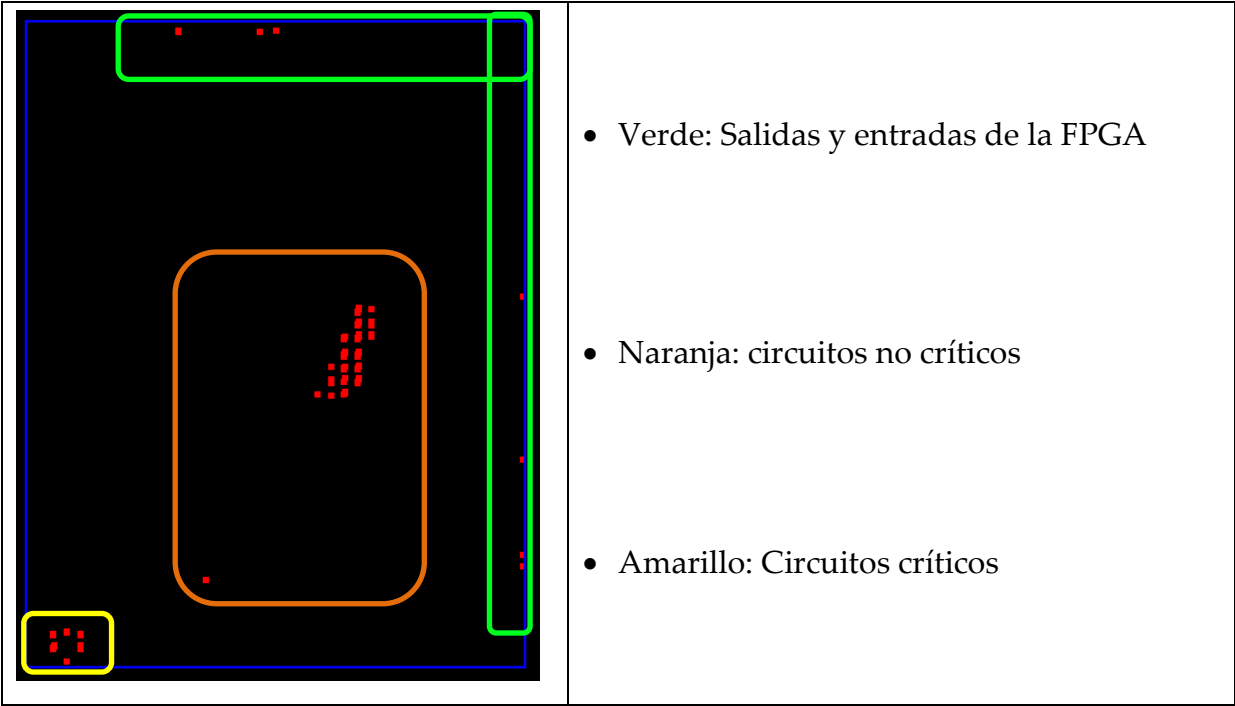 • Verde: Salidas y entradas de la FPGA
• Naranja: circuitos no críticos
• Amarillo: Circuitos críticos